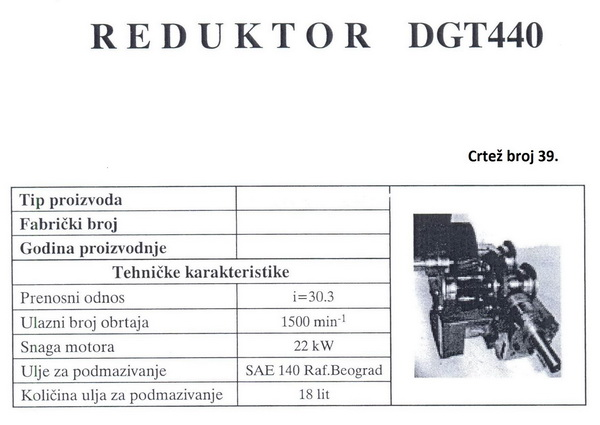 REDUKTOR DGT440
Crtež broj 39.
Tip proizvoda
Fabrički broj
Godina proizvodnje
Tehničke karakteristike
Prenosni odnos i=30.3
Ulazni broj obrtaja 1500 min⁻¹
Snaga motora 22 kW
Ulje za podmazivanje SAE 140 Raf.Beograd
Količina ulja za podmazivanje 18 lit